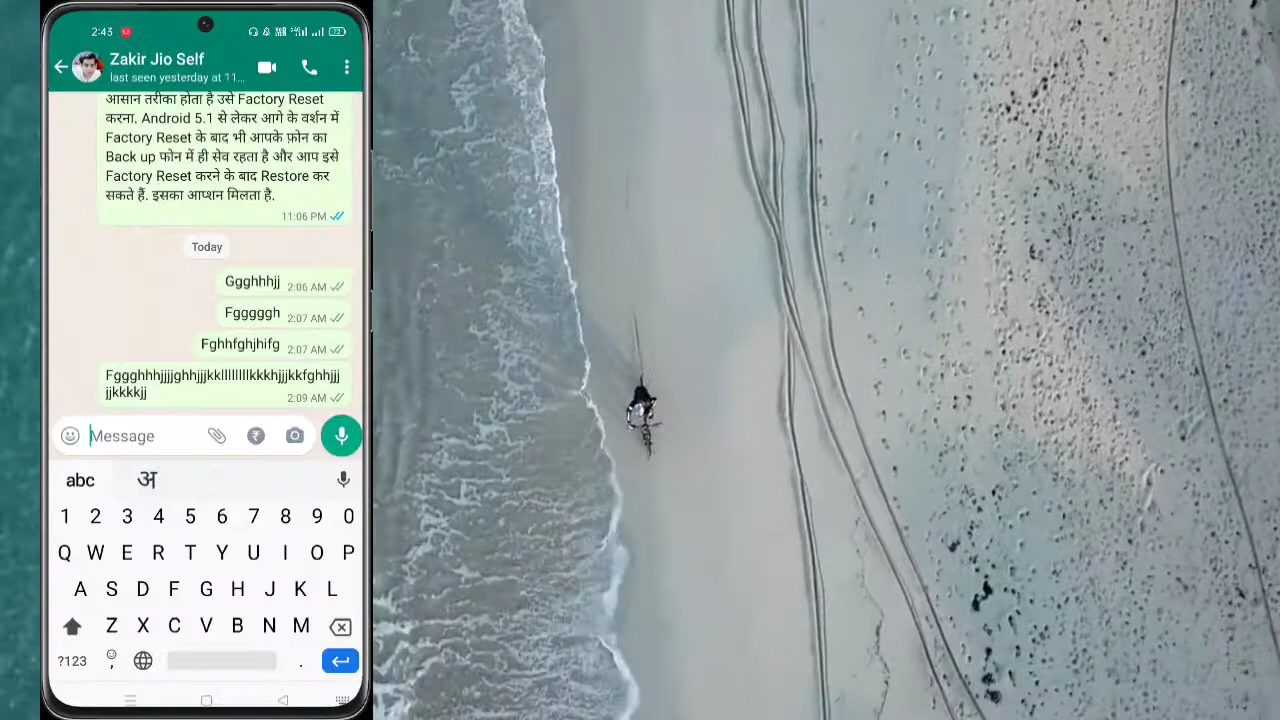 2:43
Zakir Jio Self
last seen yesterday at 11...
आसान तरीका होता है उसे Factory Reset
करना. Android 5.1 से लेकर आगे के वर्शन में
Factory Reset के बाद भी आपके फ़ोन का
Back up फोन में ही सेव रहता है और आप इसे
Factory Reset करने के बाद Restore कर
सकते हैं. इसका आप्शन मिलता है.
11:06 PM
Today
Ggghhhjj 2:06 AM
Fgggggh 2:07 AM
Fghhfghjhifg 2:07 AM
jjkkkkjj 2:09 AM
Message
abc अ
1 2 3 4 5 6 7 8 9 0
Q W E R T Y U I O P
A S D F G H J K L
Z X C V B N M
?123 , .